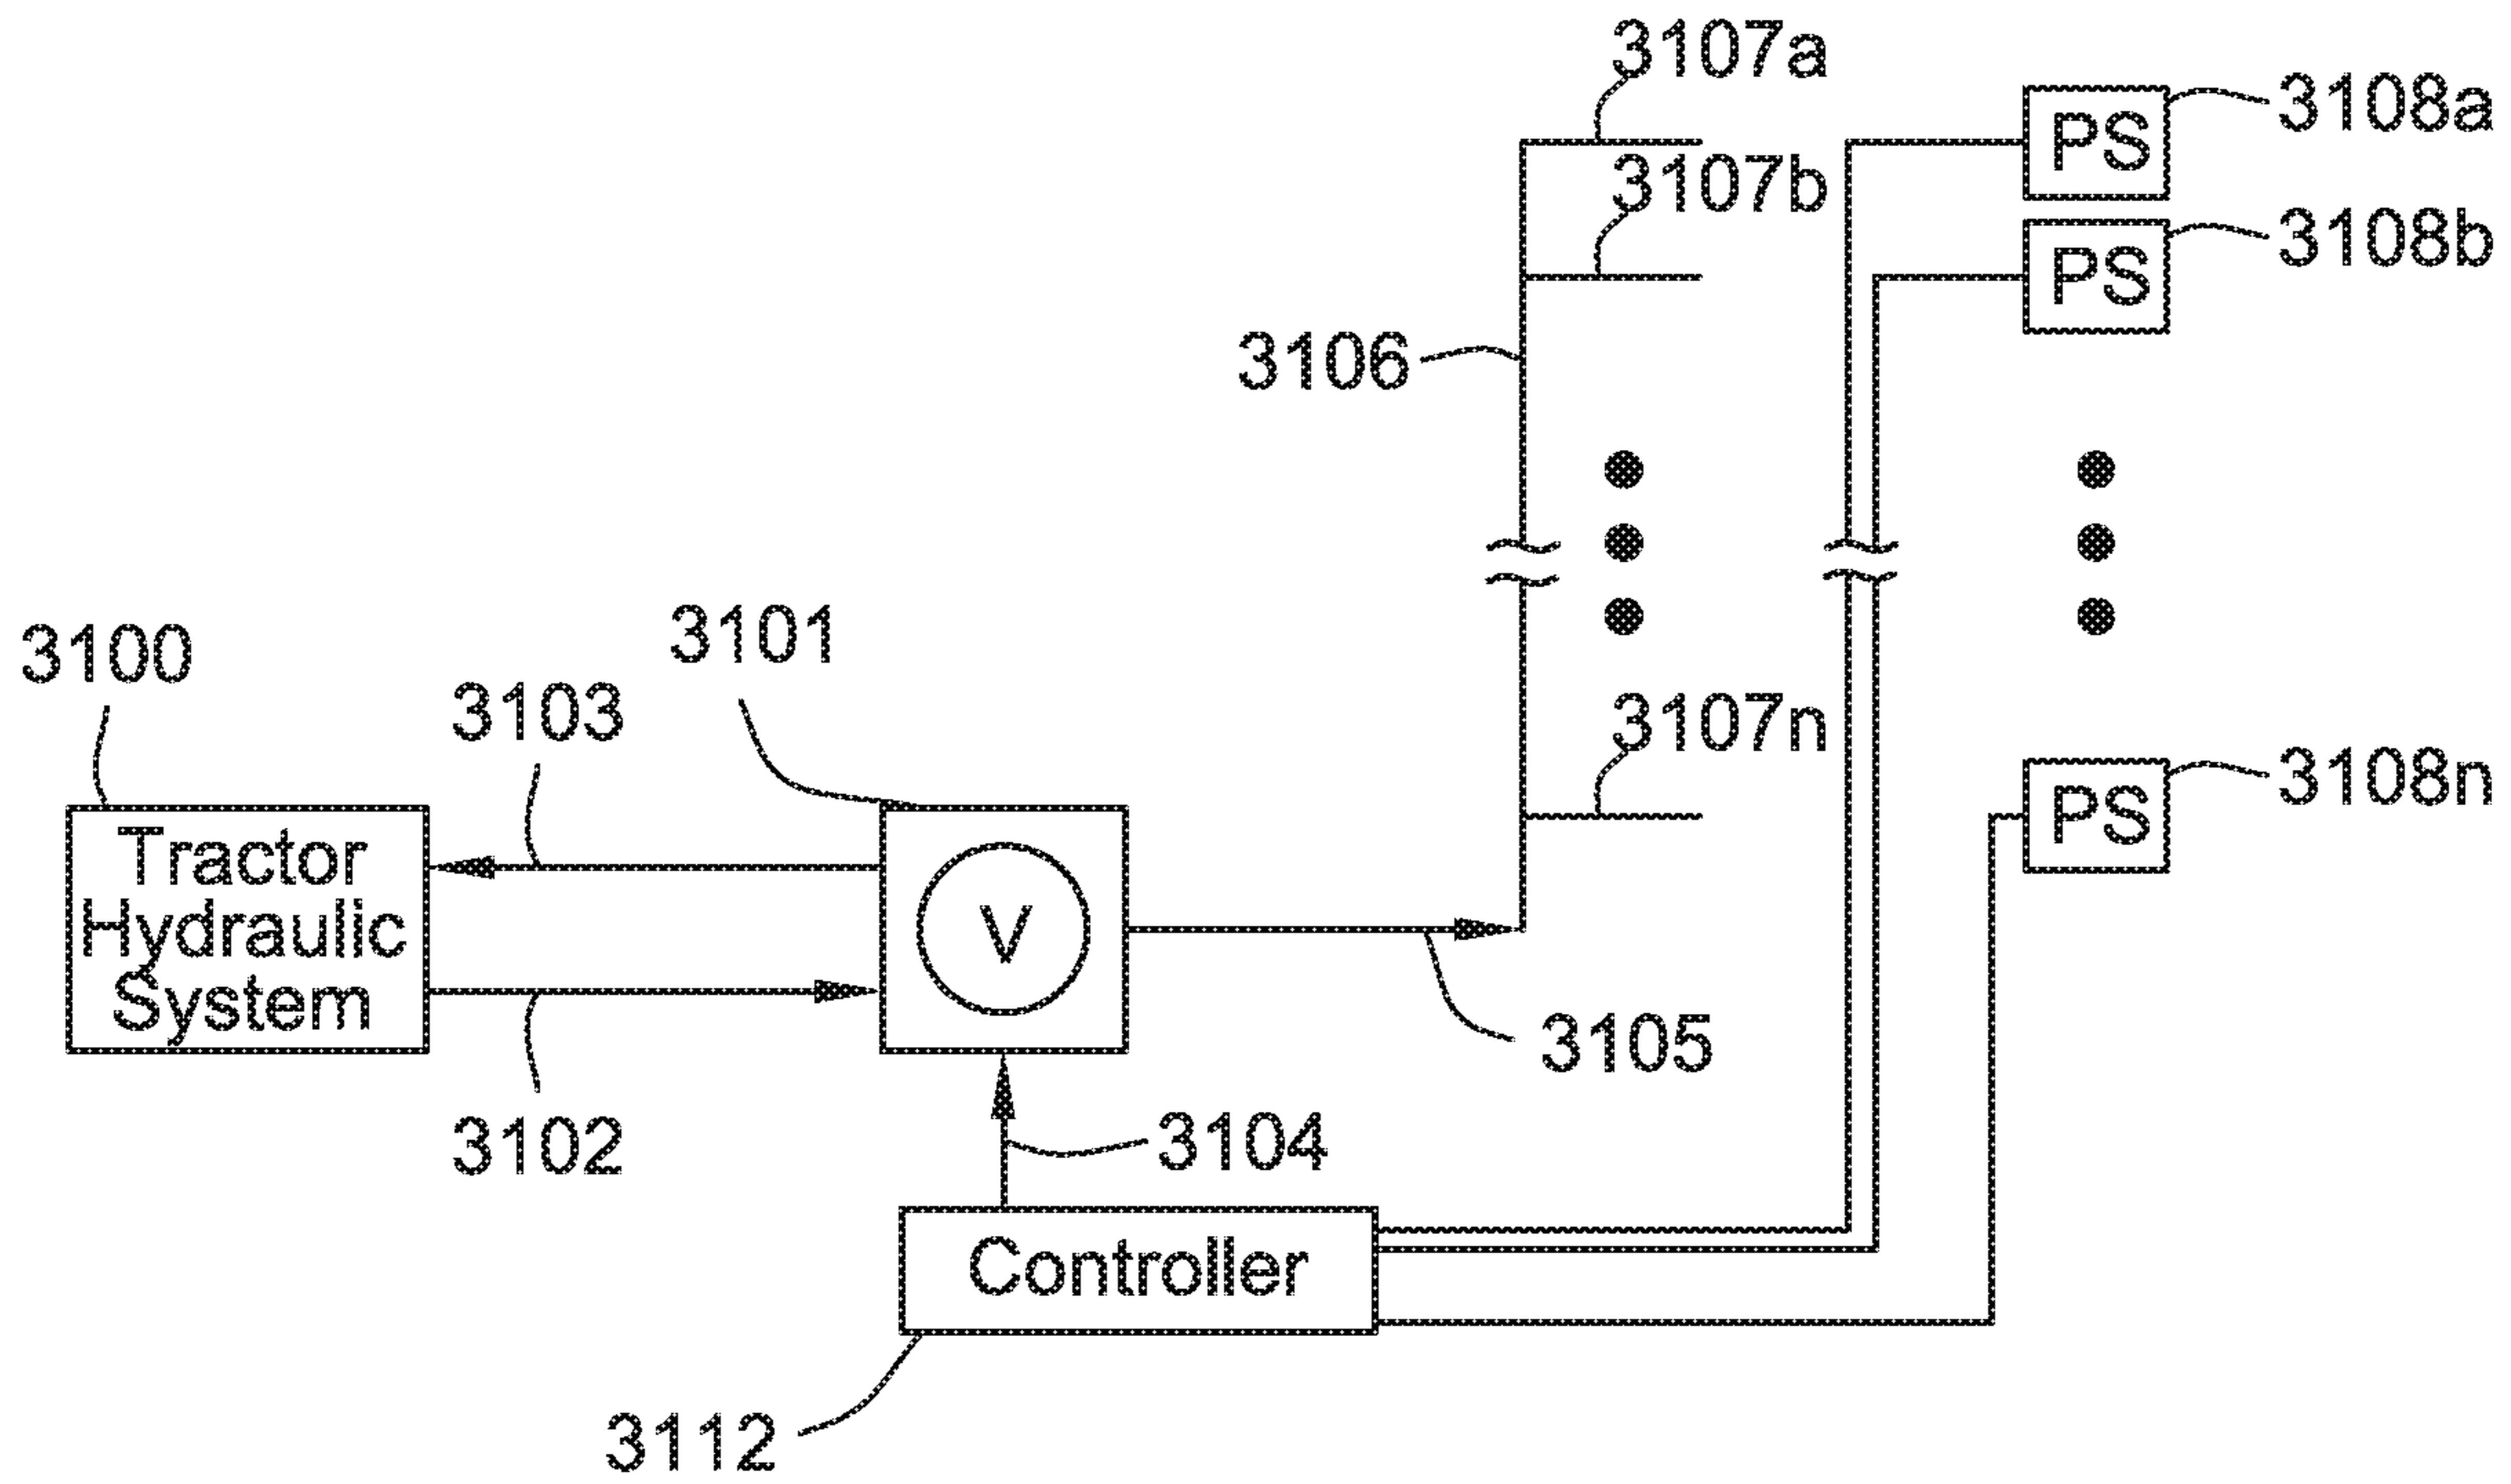 3107a
3108a
PS
3107b
3108b
PS
3106
3101
3100
3103
3107n
3108n
PS
Tractor
Hydraulic
System
V
3105
3102
3104
Controller
3112